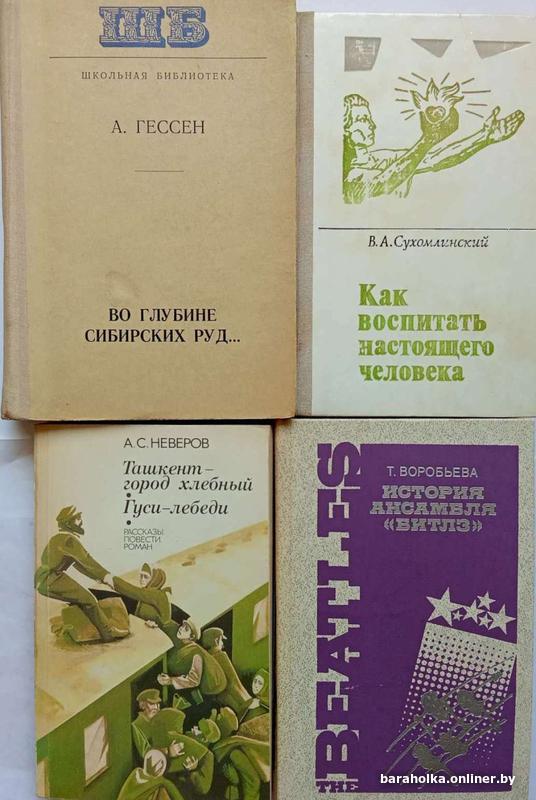 ШБ
ШКОЛЬНАЯ БИБЛИОТЕКА
А. ГЕССЕН
ВО ГЛУБИНЕ
СИБИРСКИХ РУД...
В.А.Сухомлинский
Как
воспитать
настоящего
человека
А.С.НЕВЕРОВ
Ташкент –
город хлебный
•
Гуси–лебеди
•
РАССКАЗЫ
ПОВЕСТИ
РОМАН
THE BEATLES
Т. ВОРОБЬЕВА
ИСТОРИЯ
АНСАМБЛЯ
«БИТЛЗ»
baraholka.onliner.by